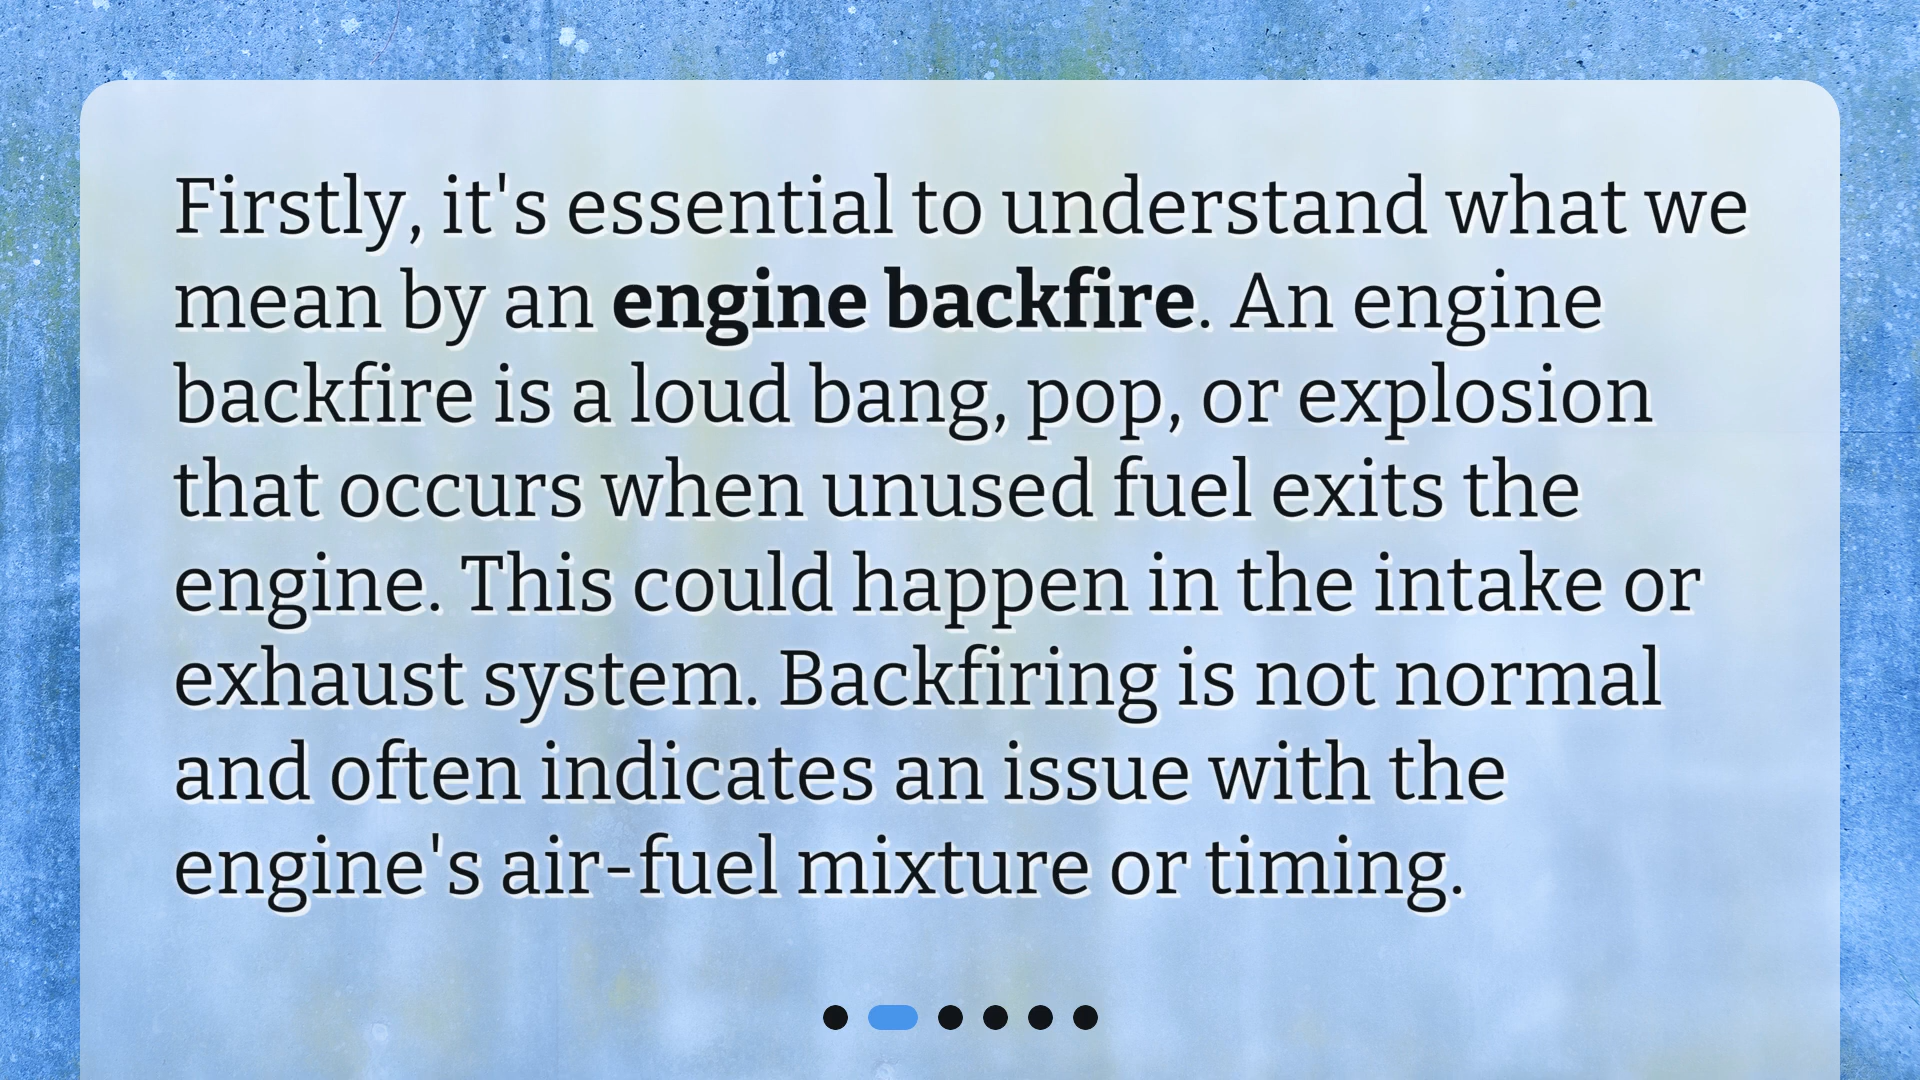 Firstly, it's essential to understand what we
mean by an engine backfire. An engine
backfire is a loud bang, pop, or explosion
that occurs when unused fuel exits the
engine. This could happen in the intake or
exhaust system. Backfiring is not normal
and often indicates an issue with the
engine's air-fuel mixture or timing.